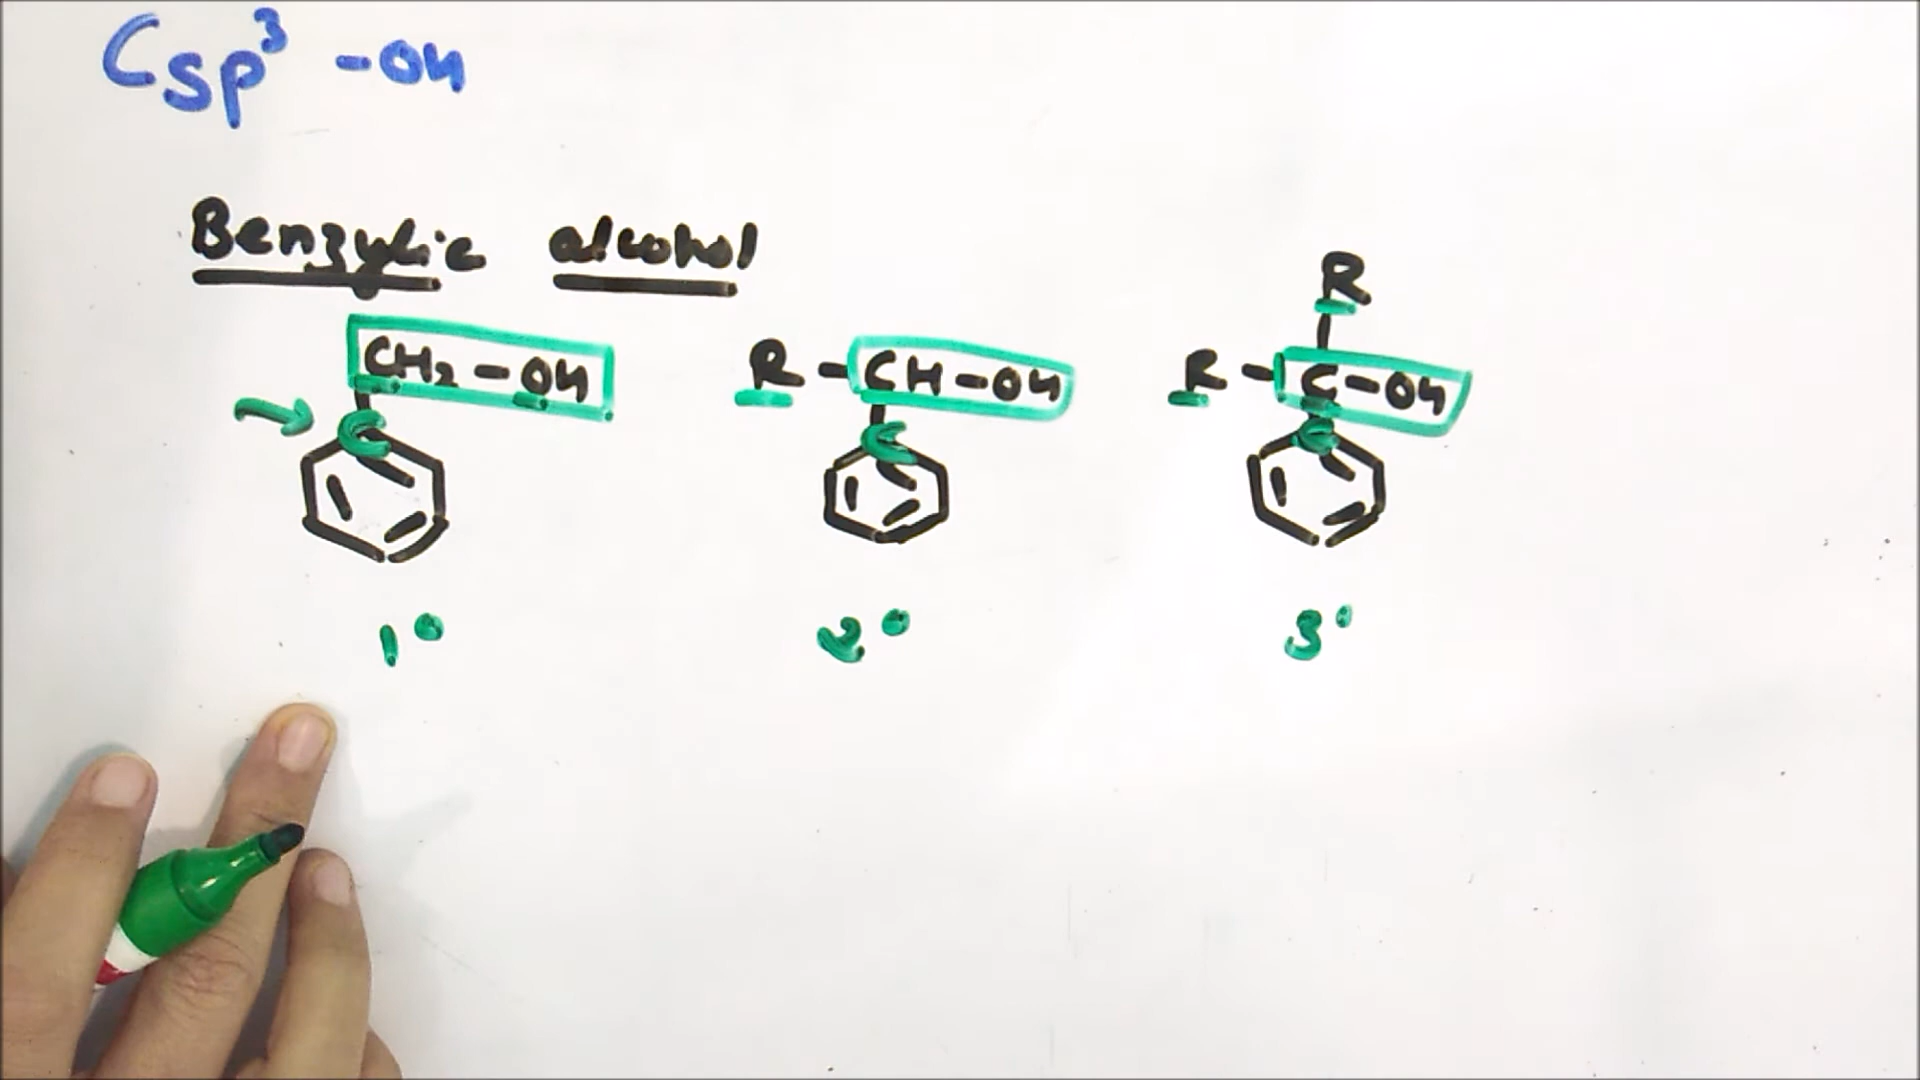 Csp³ -OH
Benzylic alcohol
R
CH₂-OH R-CH-OH R-C-OH
C C C
1° 2° 3°